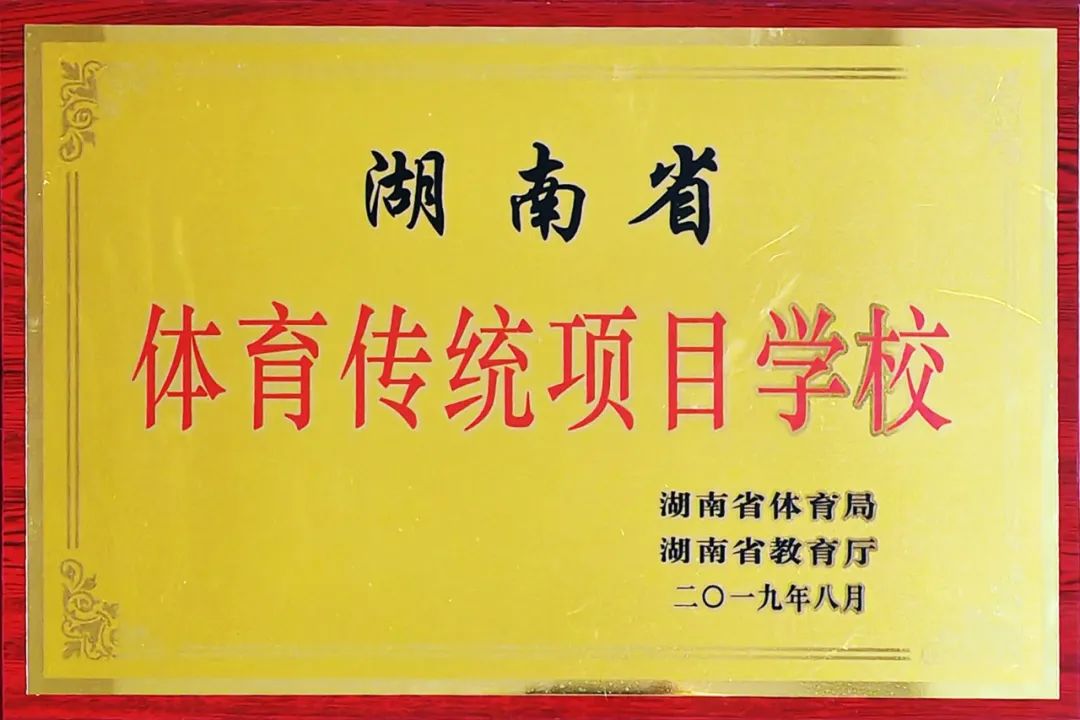 湖南省
体育传统项目学校
湖南省体育局
湖南省教育厅
二〇一九年八月